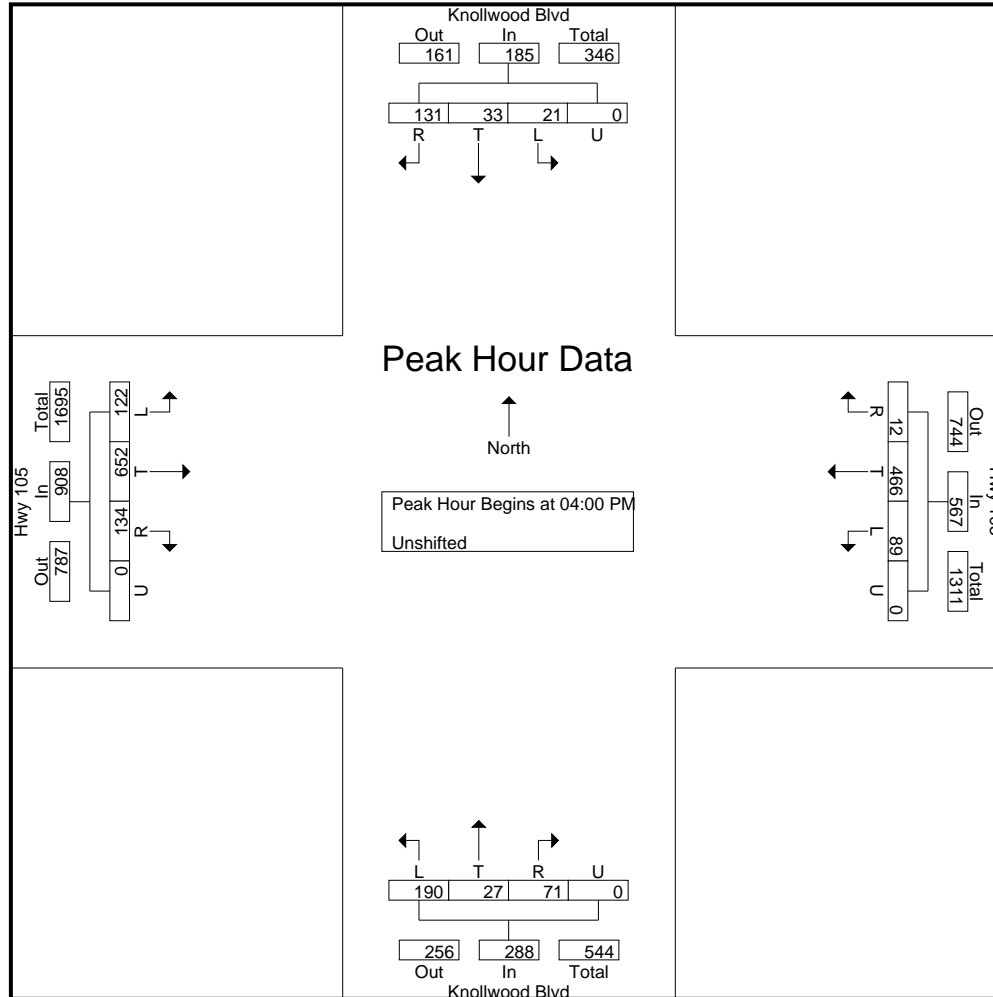 Knollwood Blvd
Out In Total
161 185 346
131 33 21 0
R T L U
Peak Hour Data
North
Peak Hour Begins at 04:00 PM
Unshifted
Hwy 105
Total In Out
1695 908 787
122 652 134 0
L T R U
Out In Total
744 567 1311
12 466 89 0
R T L U
L T R U
190 27 71 0
256 288 544
Out In Total
Knollwood Blvd